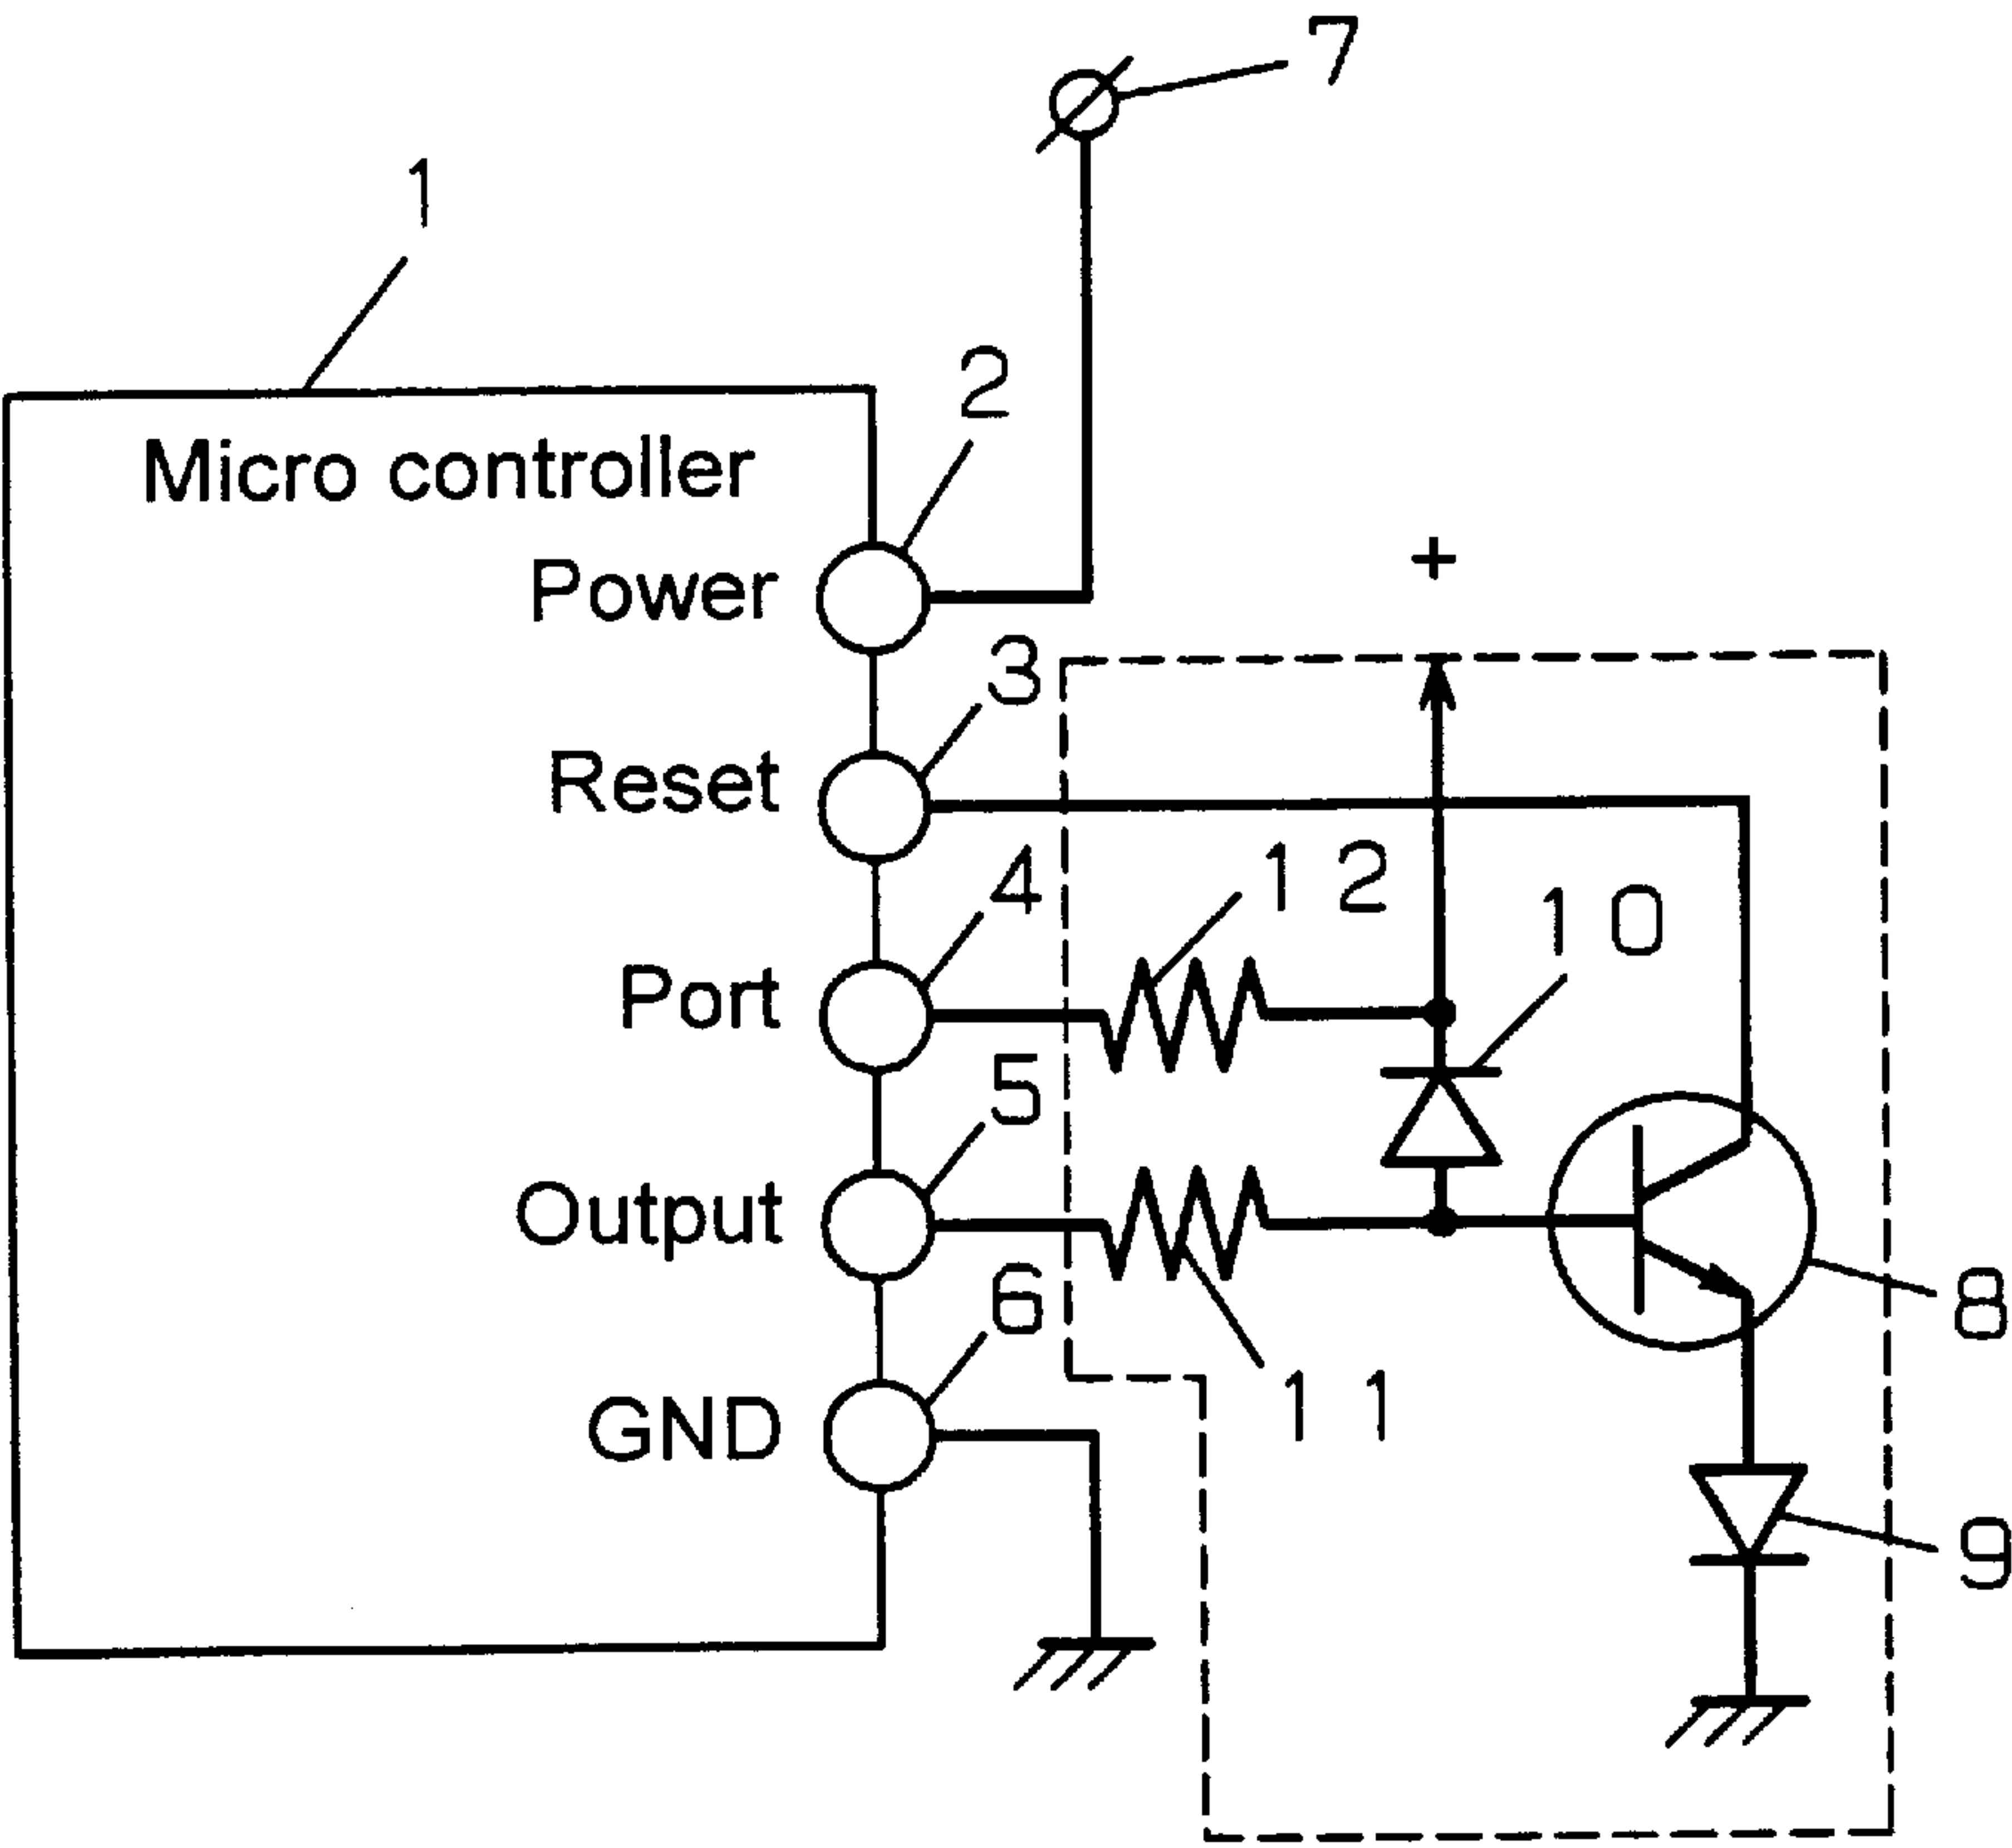 7
1
2
Micro controller
Power
+
3
Reset
12
4
10
Port
5
Output
6
8
11
GND
9